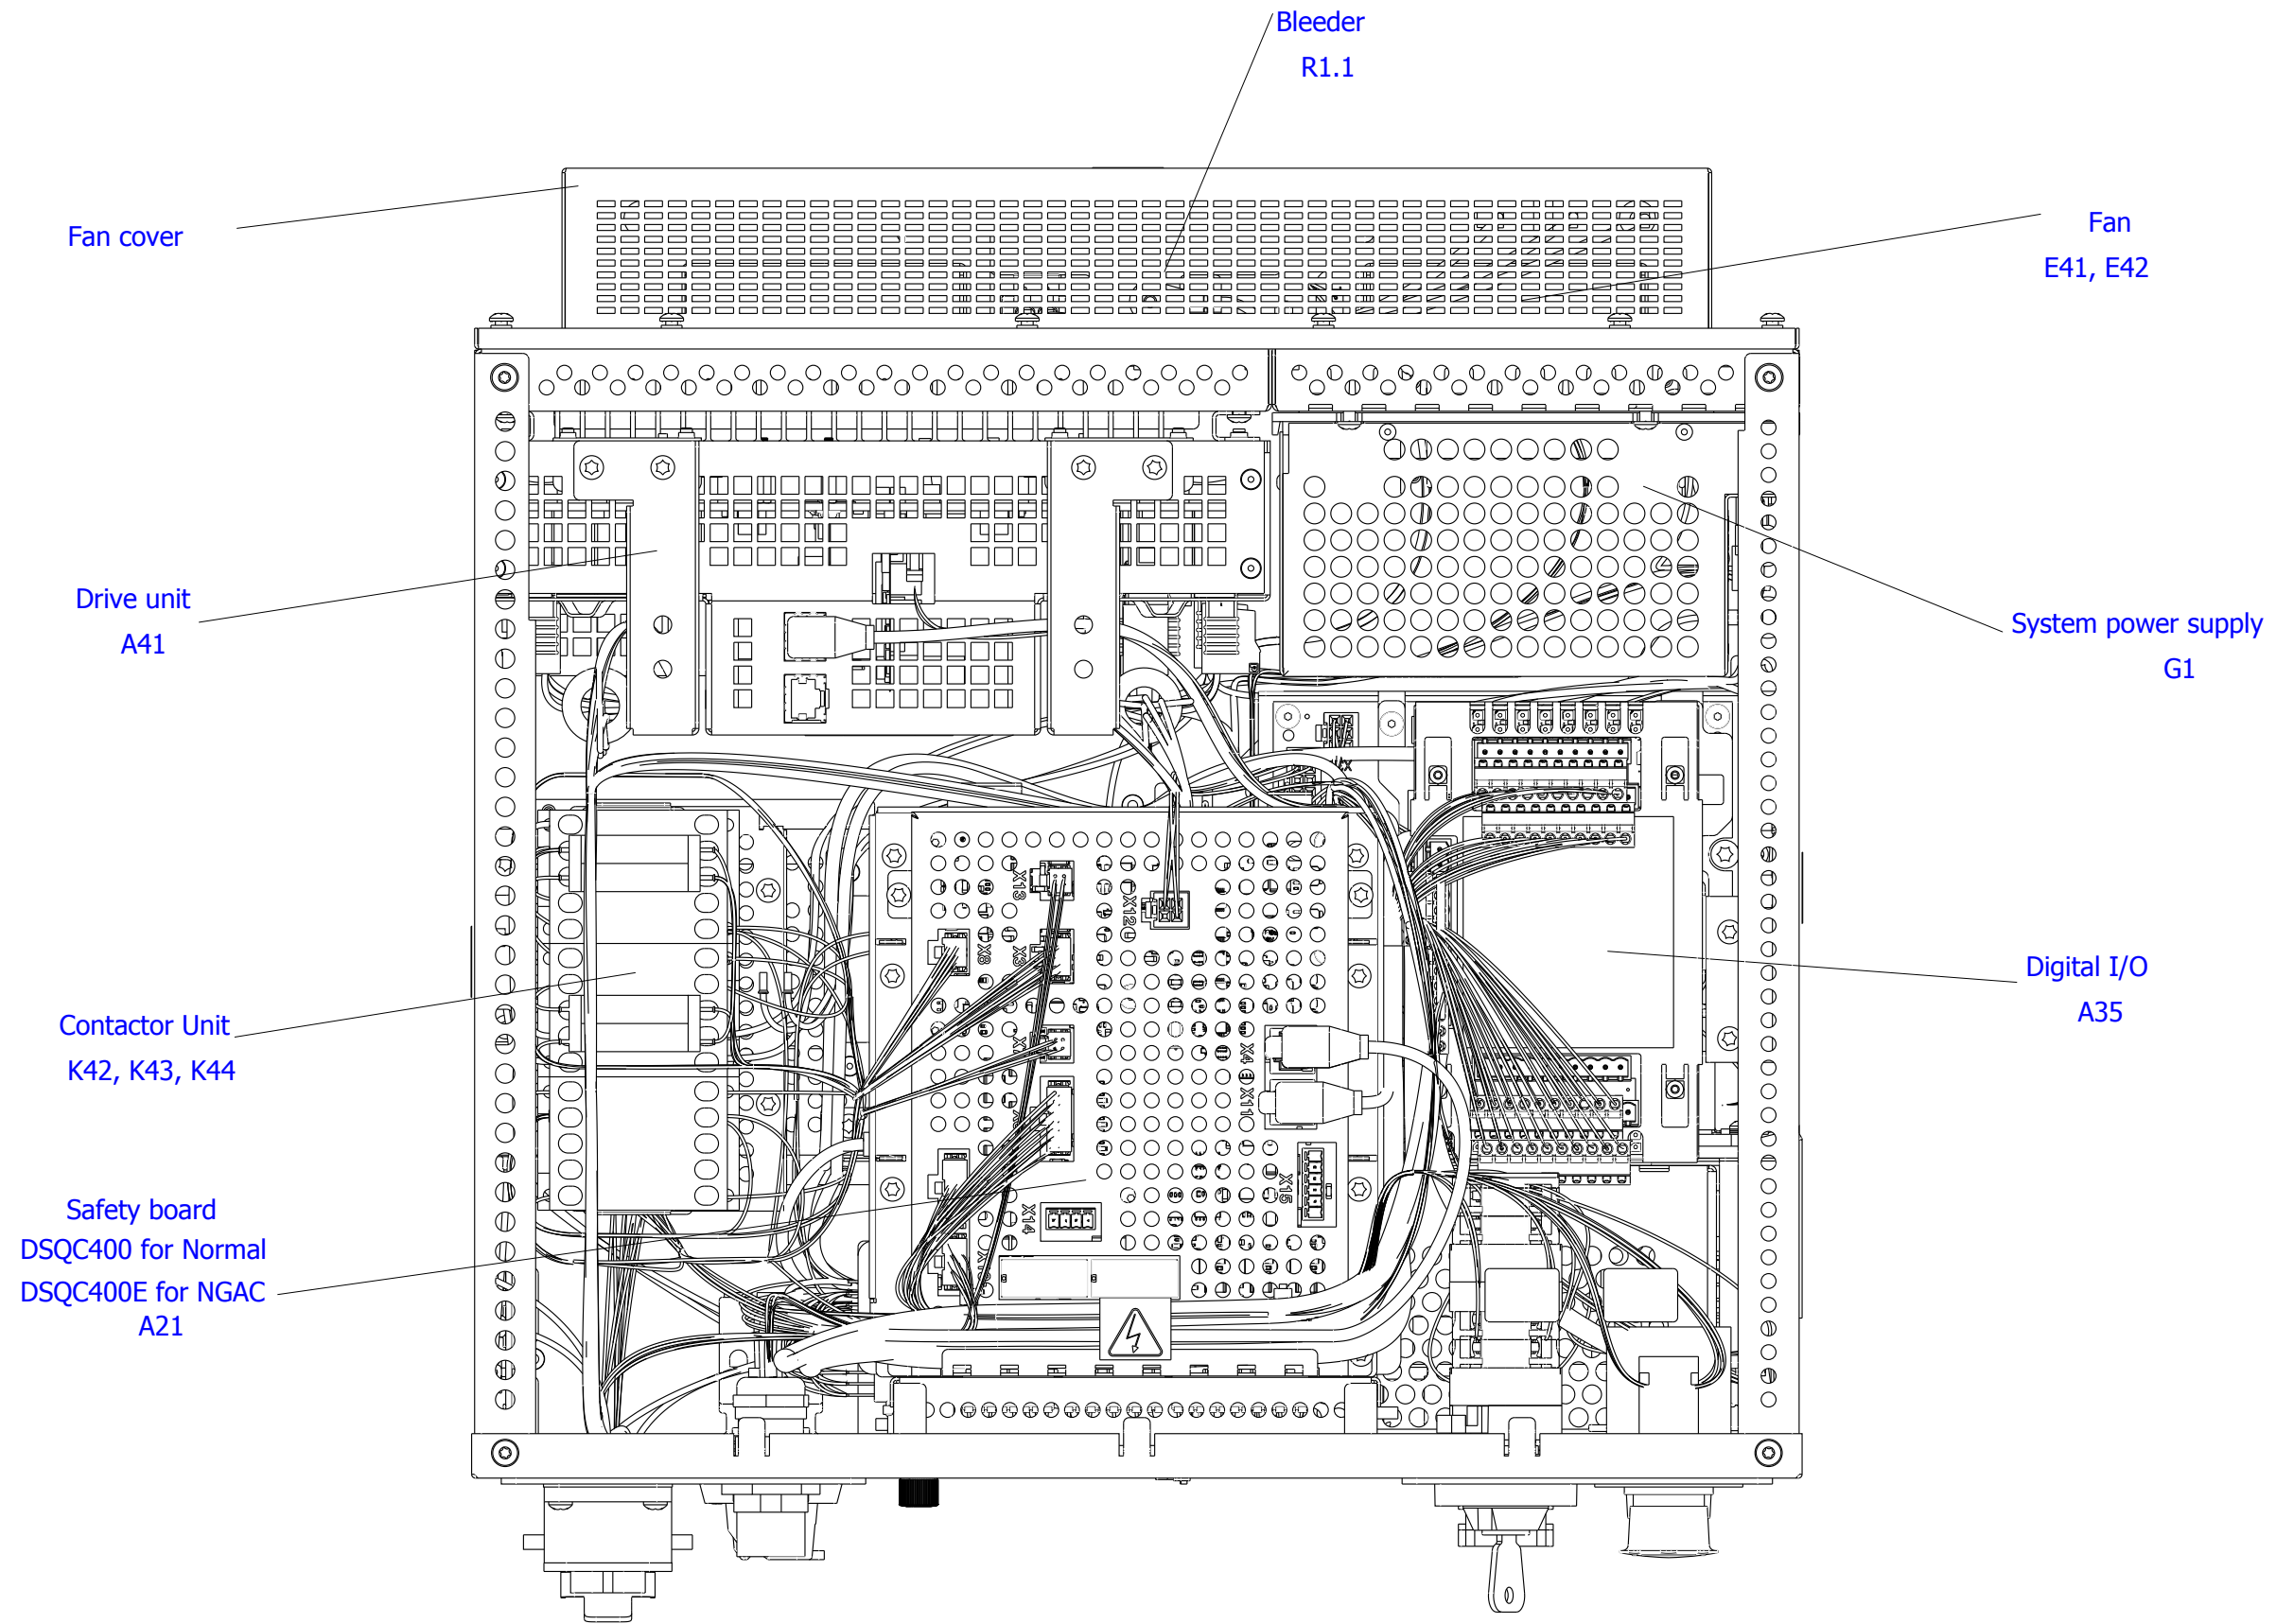 Bleeder
R1.1
Fan cover
Fan
E41, E42
Drive unit
A41
System power supply
G1
Digital I/O
A35
Contactor Unit
K42, K43, K44
Safety board
DSQC400 for Normal
DSQC400E for NGAC
A21
X13
X12
X8
X3
X4
X11
X15
X14